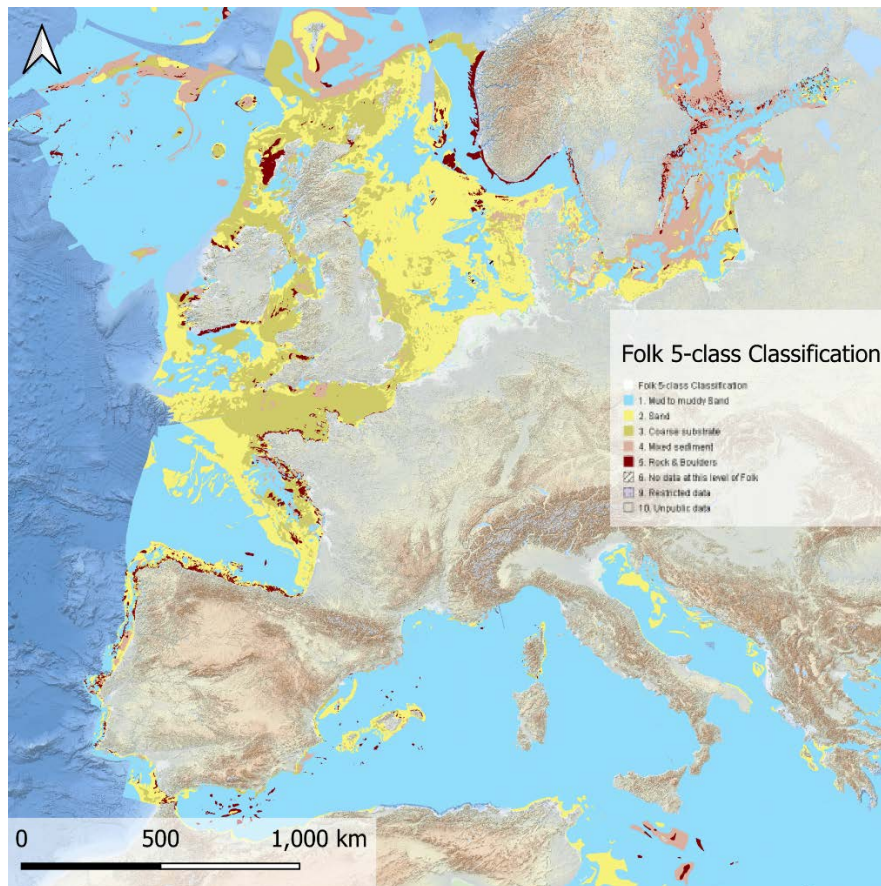 Folk 5-class Classification
Folk 5-class Classification
1. Mud to muddy Sand
2. Sand
3. Coarse substrate
4. Mixed sediment
5. Rock & Boulders
6. No data at this level of Folk
9. Restricted data
10. Unpublic data
0 500 1,000 km